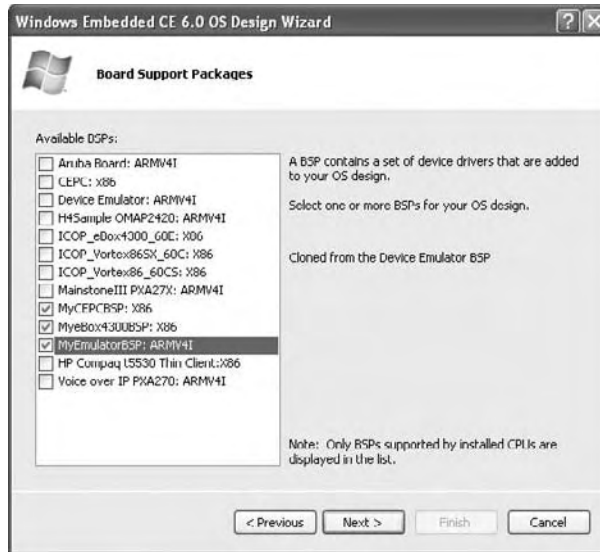 Windows Embedded CE 6.0 OS Design Wizard
Board Support Packages
Available BSPs:
Aruba Board: ARMV4I
CEPC: x86
Device Emulator: ARMV4I
H4Sample OMAP2420: ARMV4I
ICOP_eBox4300_60E: X86
ICOP_Vortex86SX_60C: X86
ICOP_Vortex86_60CS: X86
MainstoneIII PXA27X: ARMV4I
MyCEPCBSP: X86
MyeBox4300BSP: X86
MyEmulatorBSP: ARMV4I
HP Compaq t5530 Thin Client:X86
Voice over IP PXA270: ARMV4I
A BSP contains a set of device drivers that are added
to your OS design.
Select one or more BSPs for your OS design.
Cloned from the Device Emulator BSP
Note: Only BSPs supported by installed CPUs are
displayed in the list.
< Previous
Next >
Finish
Cancel